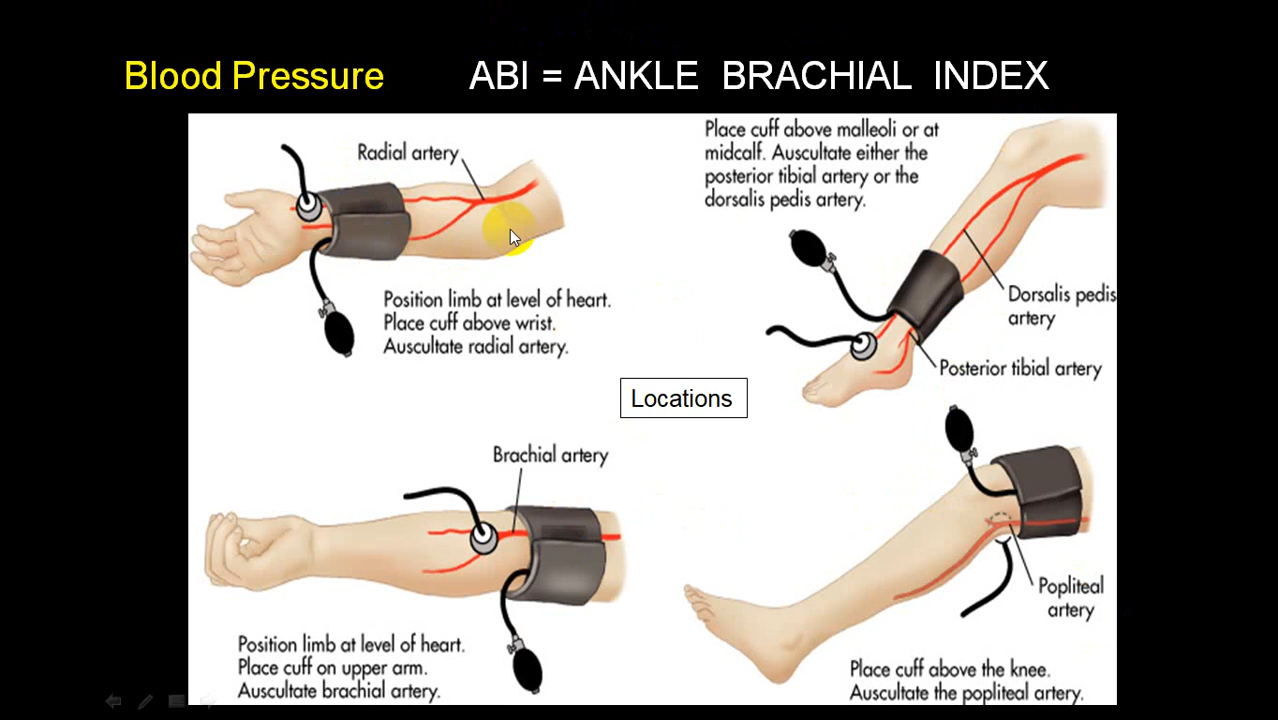 Blood Pressure ABI = ANKLE BRACHIAL INDEX
Radial artery
Position limb at level of heart.
Place cuff above wrist.
Auscultate radial artery.
Place cuff above malleoli or at
midcalf. Auscultate either the
posterior tibial artery or the
dorsalis pedis artery.
Dorsalis pedis
artery
Posterior tibial artery
Locations
Brachial artery
Position limb at level of heart.
Place cuff on upper arm.
Auscultate brachial artery.
Popliteal
artery
Place cuff above the knee.
Auscultate the popliteal artery.